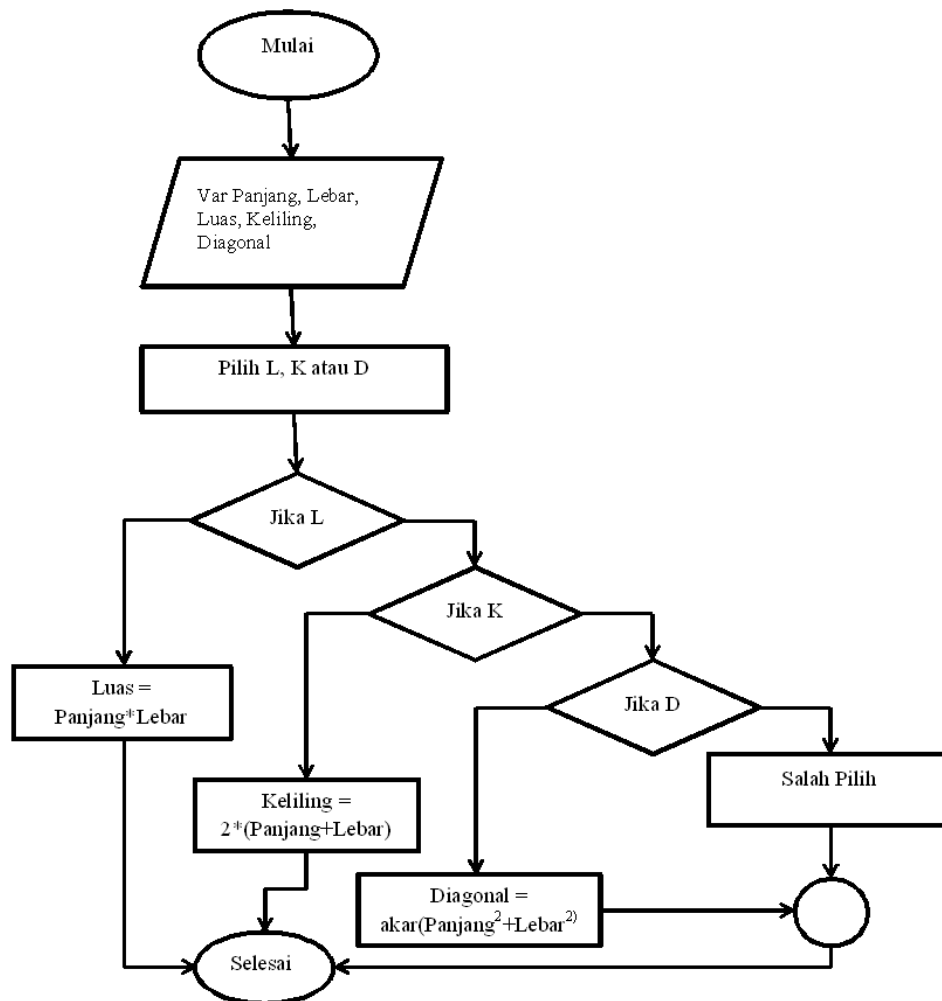 Mulai
Var Panjang, Lebar,
Luas, Keliling,
Diagonal
Pilih L, K atau D
Jika L
Jika K
Jika D
Luas =
Panjang*Lebar
Salah Pilih
Keliling =
2*(Panjang+Lebar)
Diagonal =
akar(Panjang²+Lebar²⁾
Selesai